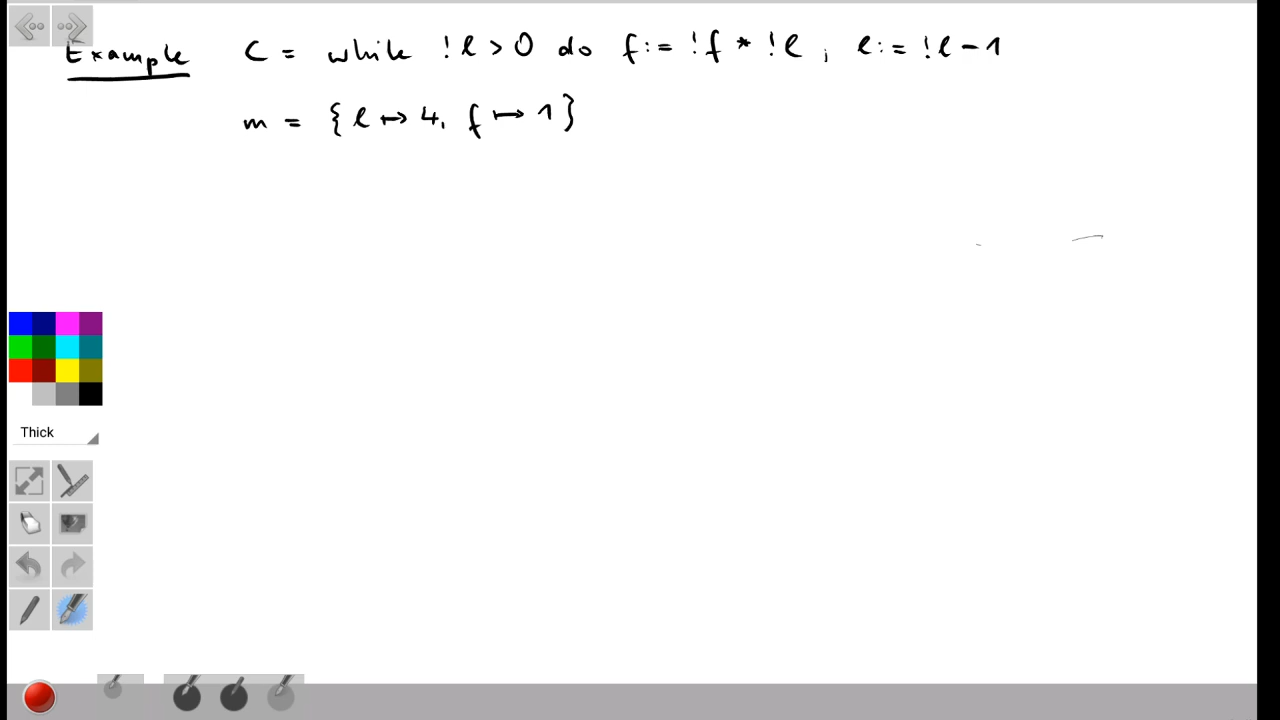 Example C = while !l > 0 do f := !f * !l ; l := !l - 1
m = {l ↦ 4, f ↦ 1}
Thick